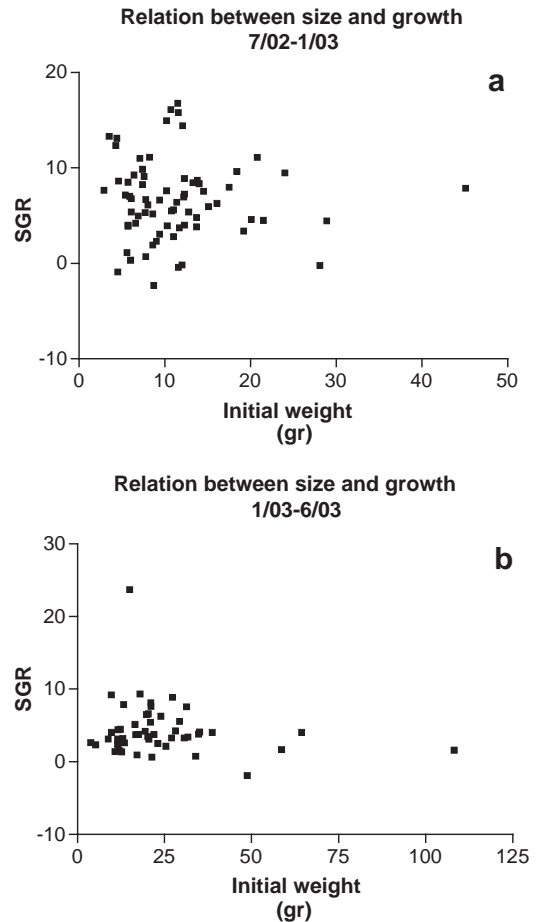 Relation between size and growth
7/02-1/03
a
20
10
0
-10
SGR
0 10 20 30 40 50
Initial weight
(gr)
Relation between size and growth
1/03-6/03
b
30
20
10
0
-10
SGR
0 25 50 75 100 125
Initial weight
(gr)